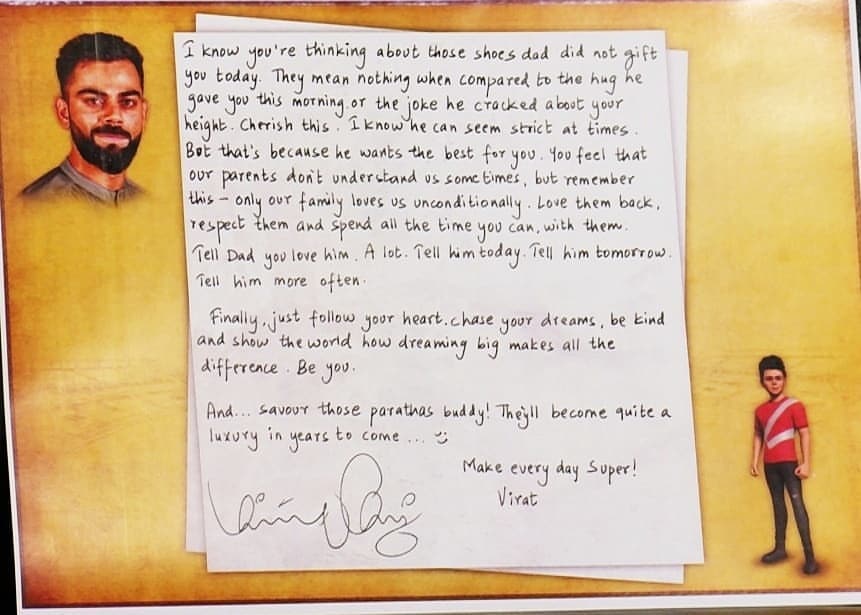 I know you're thinking about those shoes dad did not gift
you today. They mean nothing when compared to the hug he
gave you this morning.or the joke he cracked about your
height. Cherish this. I know he can seem strict at times.
But that's because he wants the best for you. You feel that
our parents don't understand us sometimes, but remember
this - only our family loves us unconditionally. Love them back,
respect them and spend all the time you can, with them.
Tell Dad you love him. A lot. Tell him today. Tell him tomorrow.
Tell him more often.
Finally, just follow your heart. chase your dreams, be kind
and show the world how dreaming big makes all the
difference. Be you.
And... savour those parathas buddy! They'll become quite a
luxury in years to come ... :)
Make every day Super!
Virat